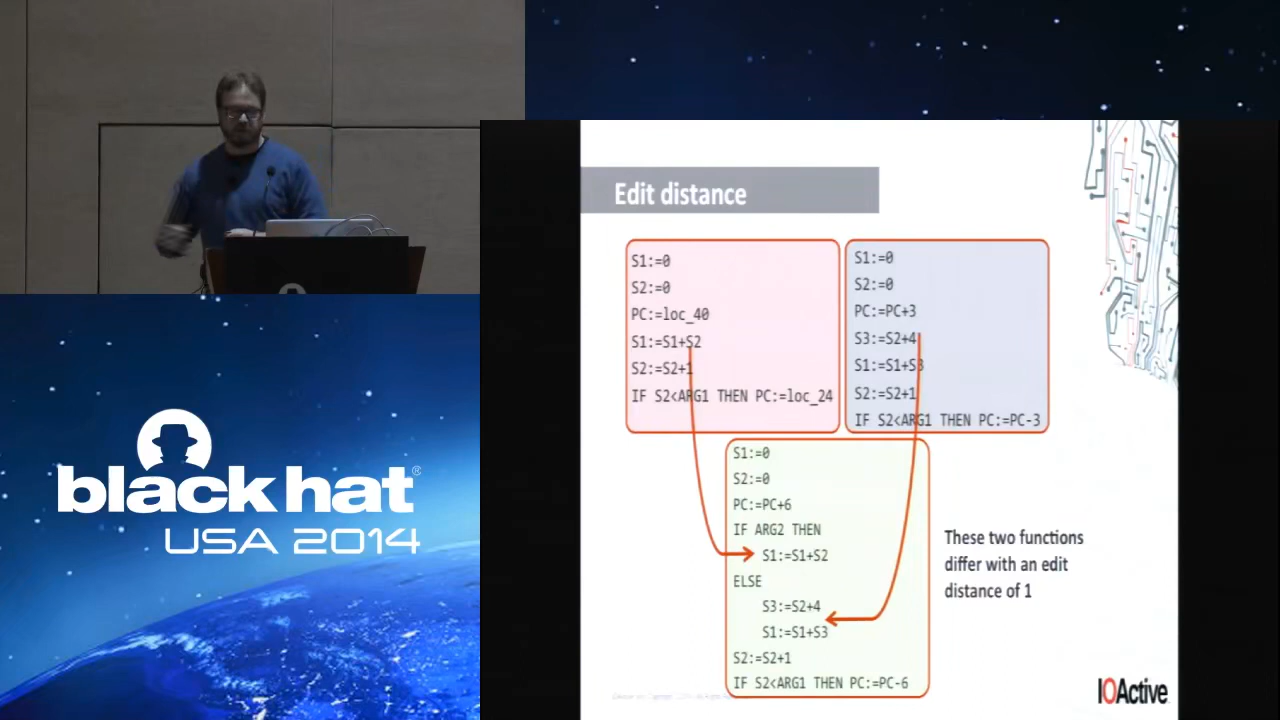 Edit distance
S1:=0
S2:=0
PC:=loc_40
S1:=S1+S2
S2:=S2+1
IF S2<ARG1 THEN PC:=loc_24
S1:=0
S2:=0
PC:=PC+3
S3:=S2+4
S1:=S1+S3
S2:=S2+1
IF S2<ARG1 THEN PC:=PC-3
S1:=0
S2:=0
PC:=PC+6
IF ARG2 THEN
S1:=S1+S2
ELSE
S3:=S2+4
S1:=S1+S3
S2:=S2+1
IF S2<ARG1 THEN PC:=PC-6
These two functions
differ with an edit
distance of 1
IOActive
black hat®
USA 2014